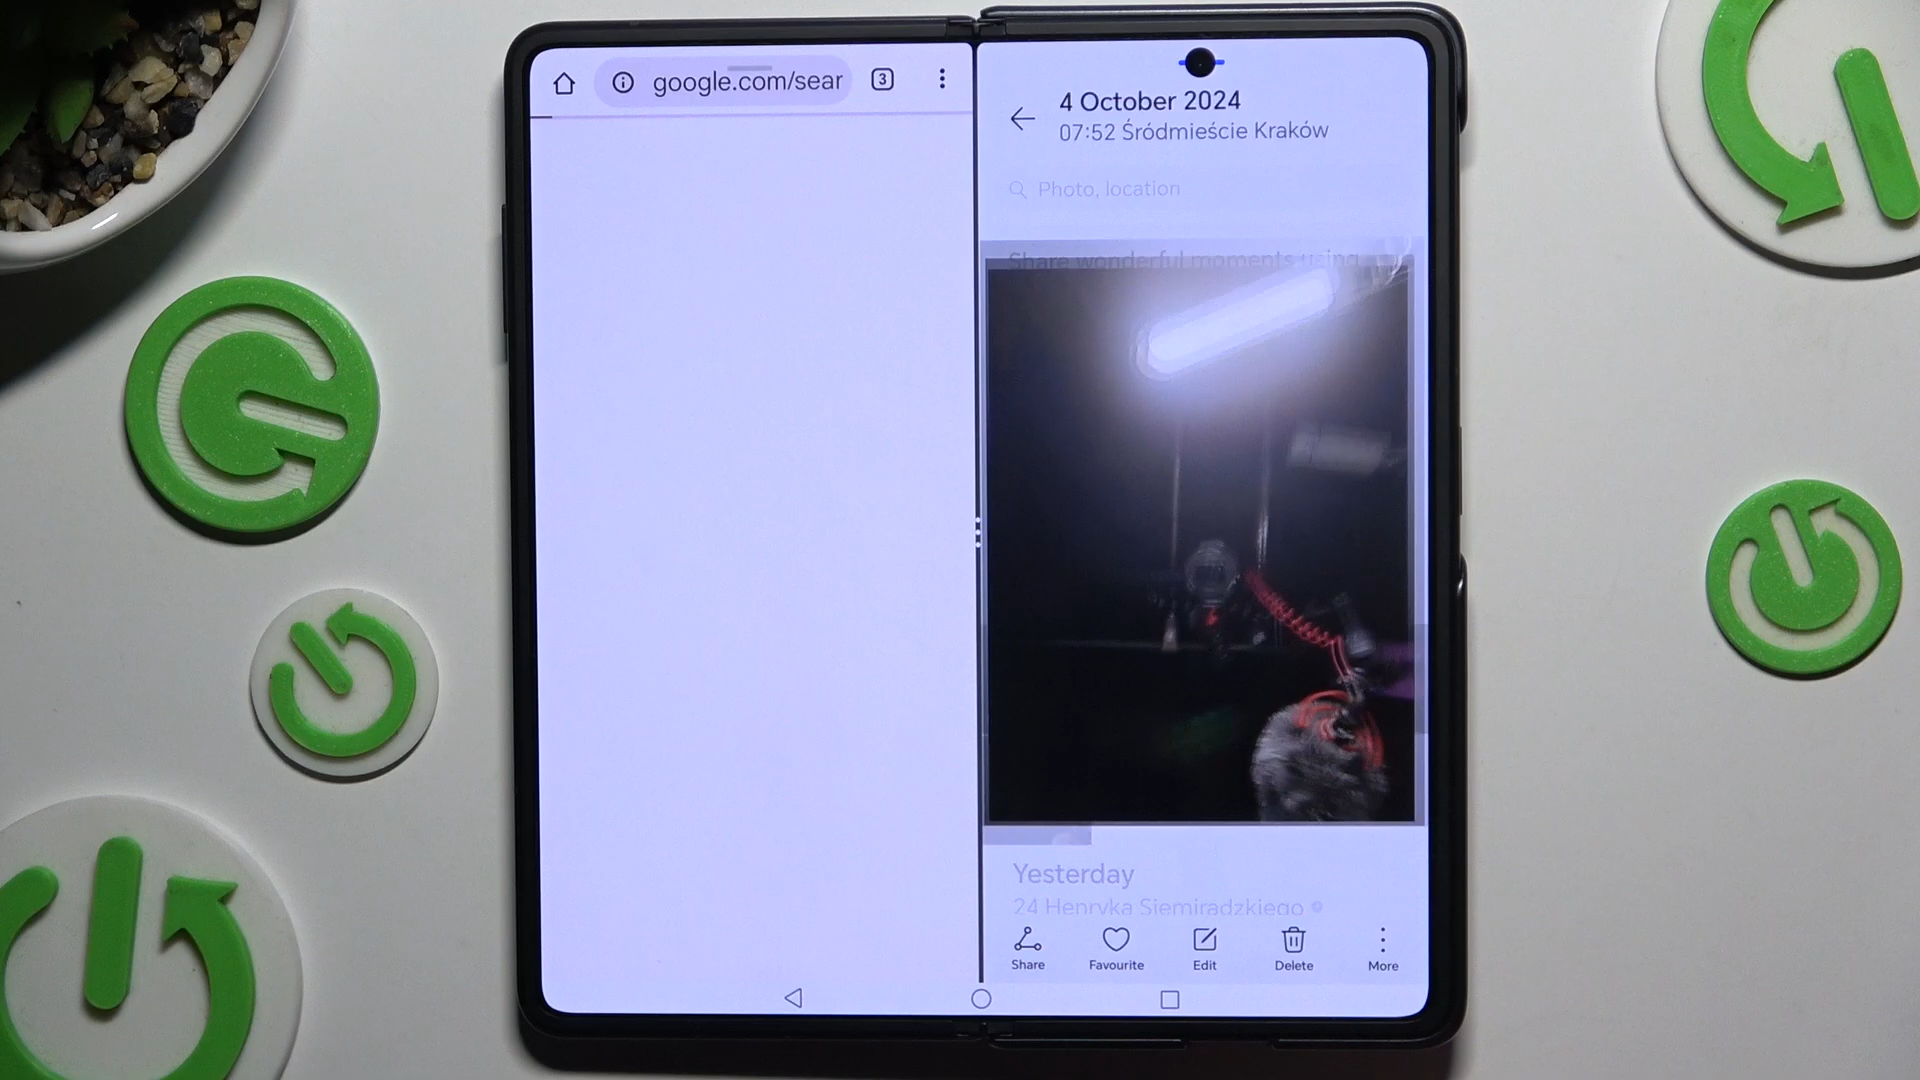 google.com/sear
3
4 October 2024
07:52 Śródmieście Kraków
Photo, location
Share wonderful moments using
Yesterday
24 Henryka Siemiradzkiego
Share
Favourite
Edit
Delete
More